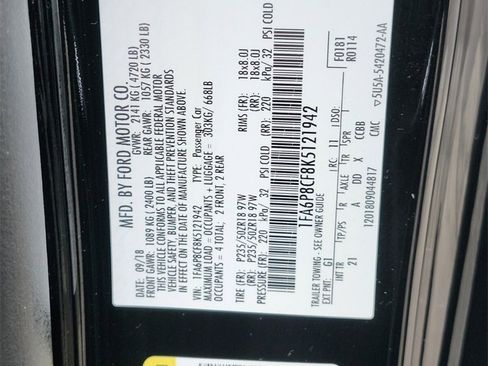 MFD. BY FORD MOTOR CO.
DATE: 09/18 GVWR: 2141 KG (4720 LB)
FRONT GAWR: 1089 KG (2400 LB) REAR GAWR: 1057 KG (2330 LB)
THIS VEHICLE CONFORMS TO ALL APPLICABLE FEDERAL MOTOR
VEHICLE SAFETY, BUMPER, AND THEFT PREVENTION STANDARDS
IN EFFECT ON THE DATE OF MANUFACTURE SHOWN ABOVE.
VIN: 1FA6P8CF8K5121942 TYPE: Passenger Car
MAXIMUM LOAD = OCCUPANTS + LUGGAGE = 303KG/ 668LB
OCCUPANTS = 4 TOTAL; 2 FRONT, 2 REAR
TIRE (FR): P235/50ZR18 97W RIMS (FR): 18x8.0J
(RR): P235/50ZR18 97W (RR): 18x8.0J
PRESSURE (FR): 220 kPa/ 32 PSI COLD (RR): 220 kPa/ 32 PSI COLD
1FA6P8CF8K5121942
TRAILER TOWING - SEE OWNER GUIDE
F0181
EXT PNT: G1 RC: 11 DSO: R0114
INT TR TP/PS R AXLE TR SPR
21 A DD X CCBB
1201809044817 CMC 5U5A-5420472-AA